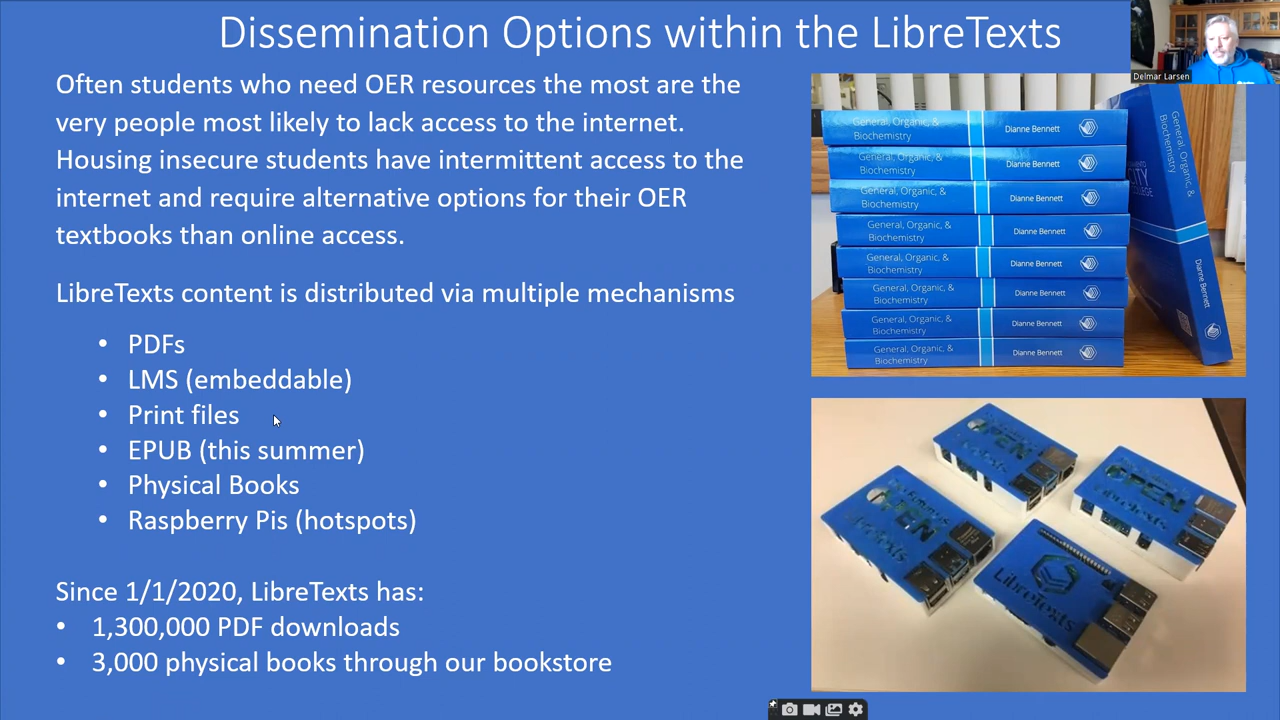 Dissemination Options within the LibreTexts
Delmar Larsen
Often students who need OER resources the most are the
very people most likely to lack access to the internet.
Housing insecure students have intermittent access to the
internet and require alternative options for their OER
textbooks than online access.
LibreTexts content is distributed via multiple mechanisms
• PDFs
• LMS (embeddable)
• Print files
• EPUB (this summer)
• Physical Books
• Raspberry Pis (hotspots)
Since 1/1/2020, LibreTexts has:
• 1,300,000 PDF downloads
• 3,000 physical books through our bookstore
General, Organic, &
Biochemistry
Dianne Bennett
General, Organic, &
Biochemistry
Dianne Bennett
General, Organic, &
Biochemistry
Dianne Bennett
General, Organic, &
Biochemistry
Dianne Bennett
General, Organic, &
Biochemistry
Dianne Bennett
General, Organic, &
Biochemistry
Dianne Bennett
General, Organic, &
Biochemistry
Dianne Bennett
General, Organic, &
Biochemistry
Dianne Bennett
General, Organic, &
Biochemistry
Dianne Bennett
LibreTexts